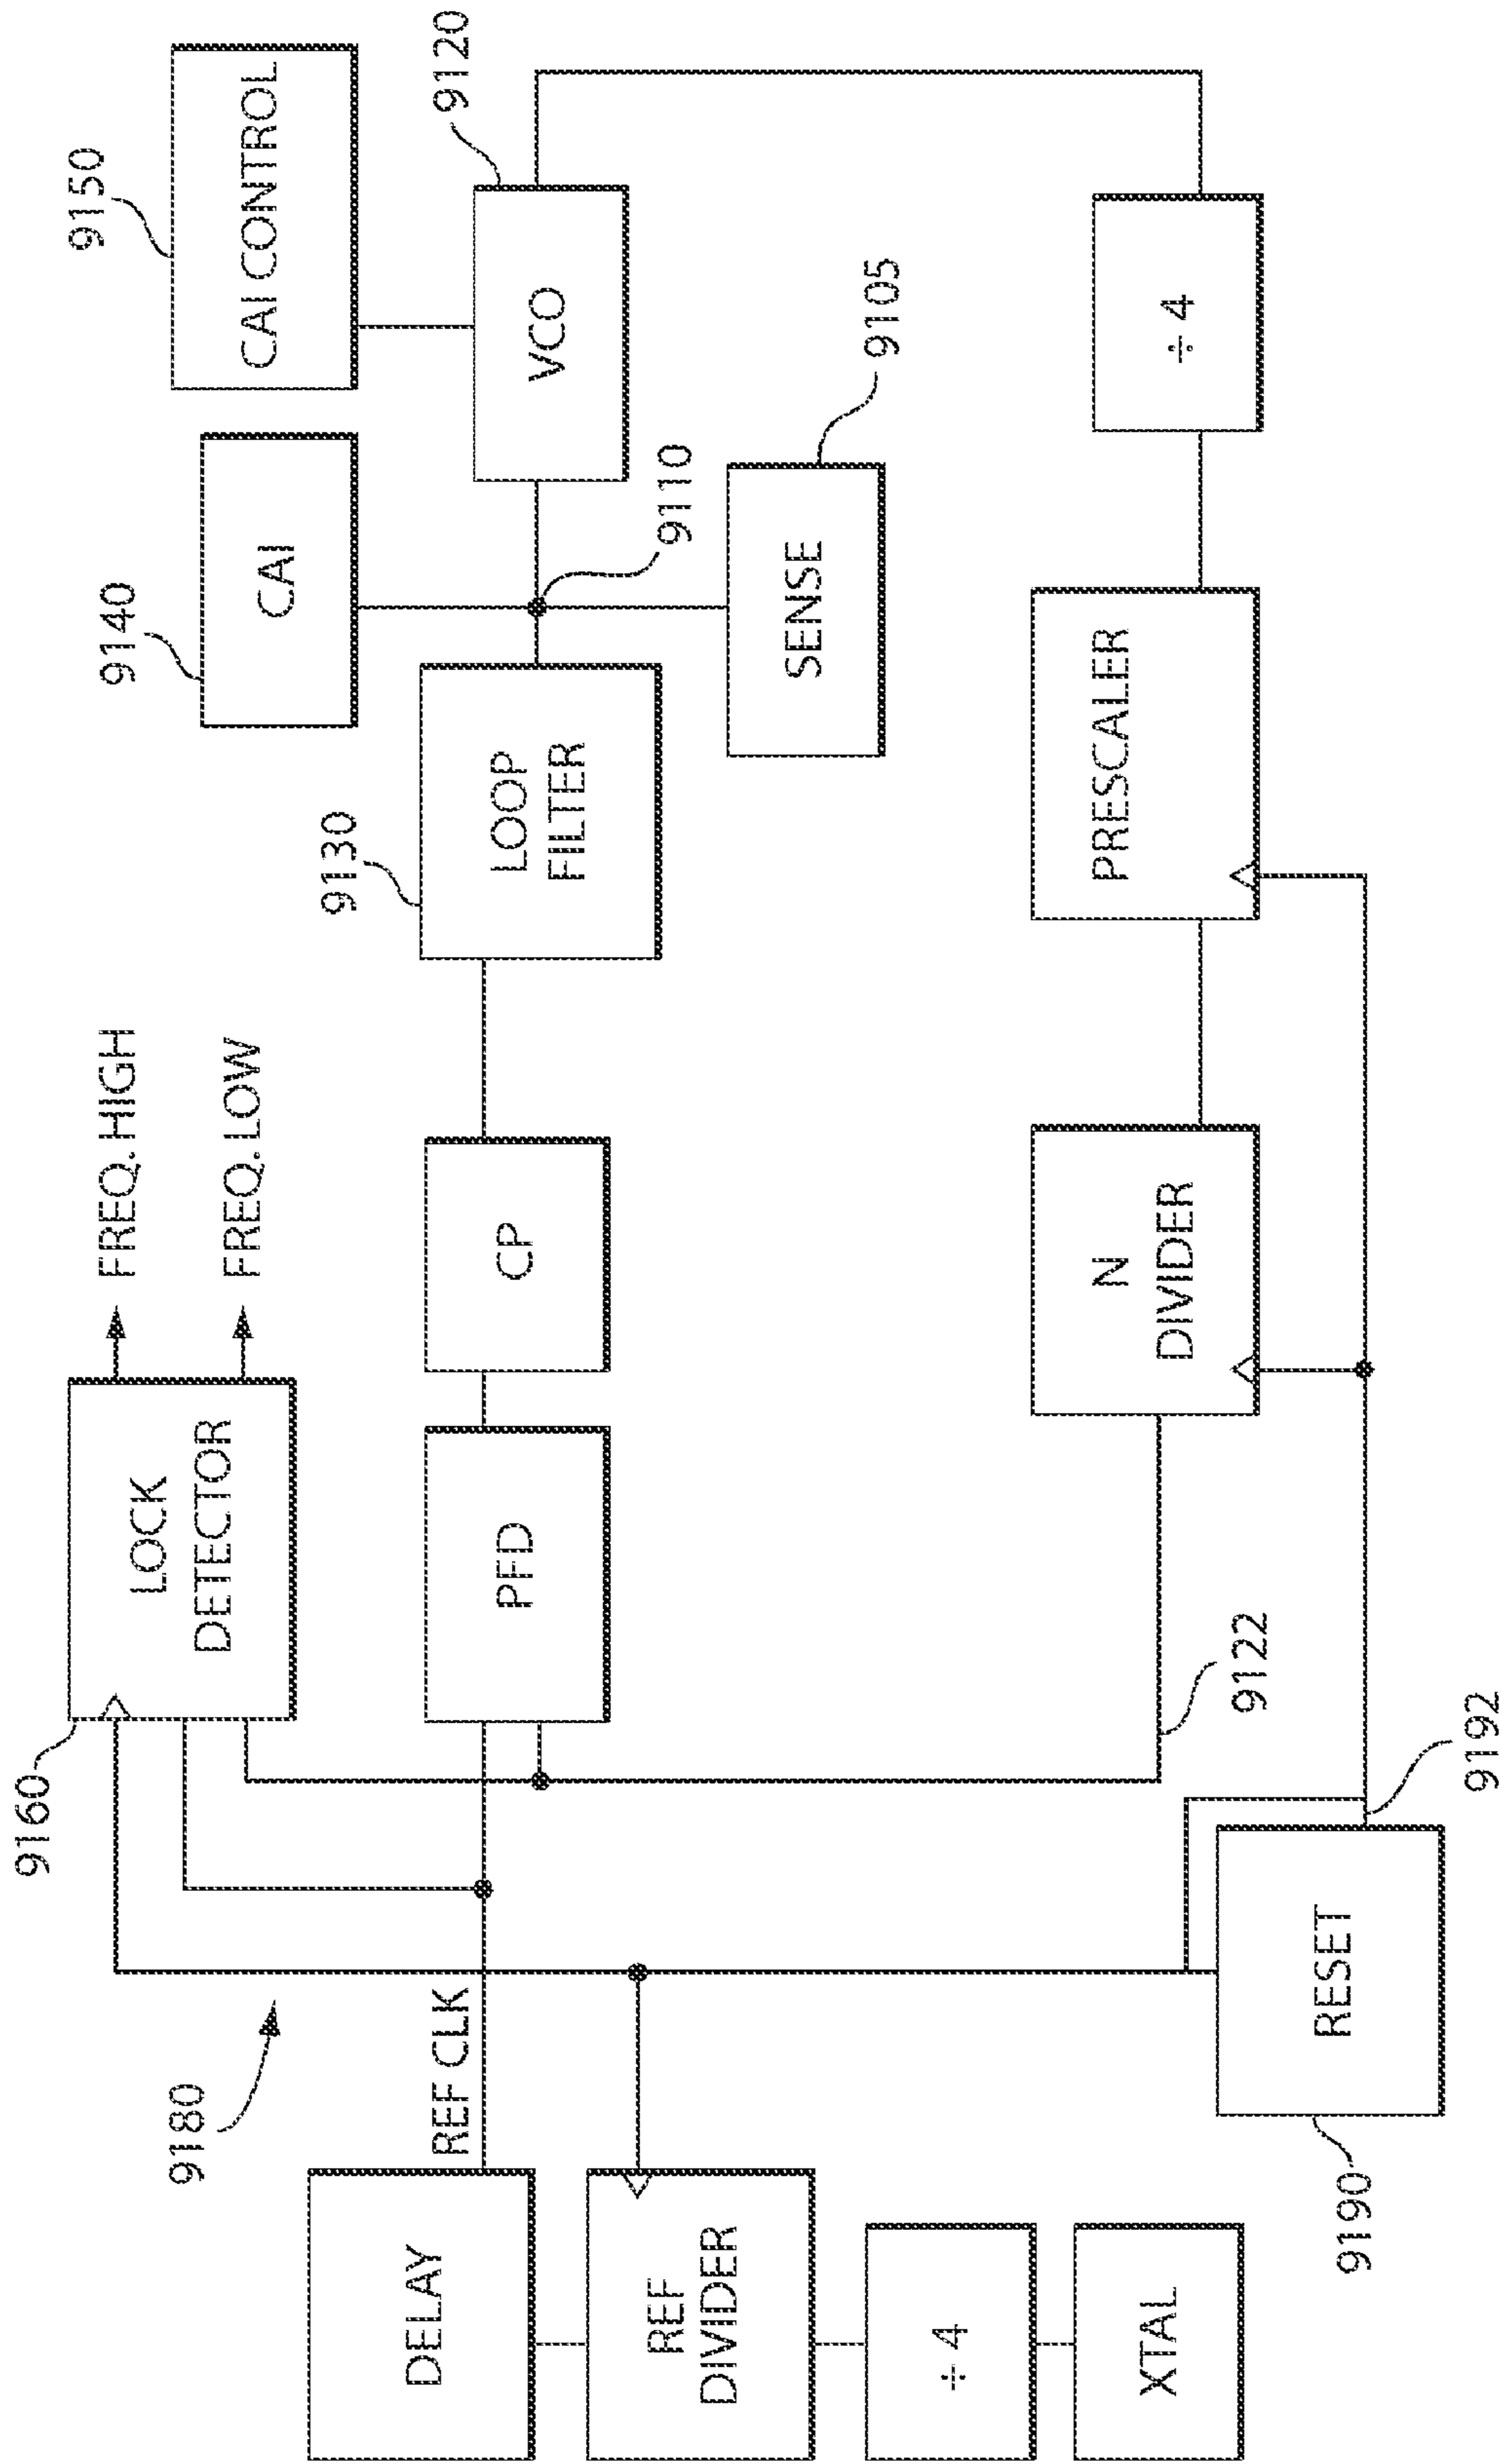 9160
LOCK
DETECTOR
FREQ. HIGH
FREQ. LOW
9140
CAI
9150
CAI CONTROL
9180
9130
9120
DELAY
REF CLK
PFD
CP
LOOP
FILTER
9110
VCO
REF
DIVIDER
SENSE
9105
÷ 4
XTAL
9122
N
DIVIDER
PRESCALER
÷ 4
RESET
9190
9192